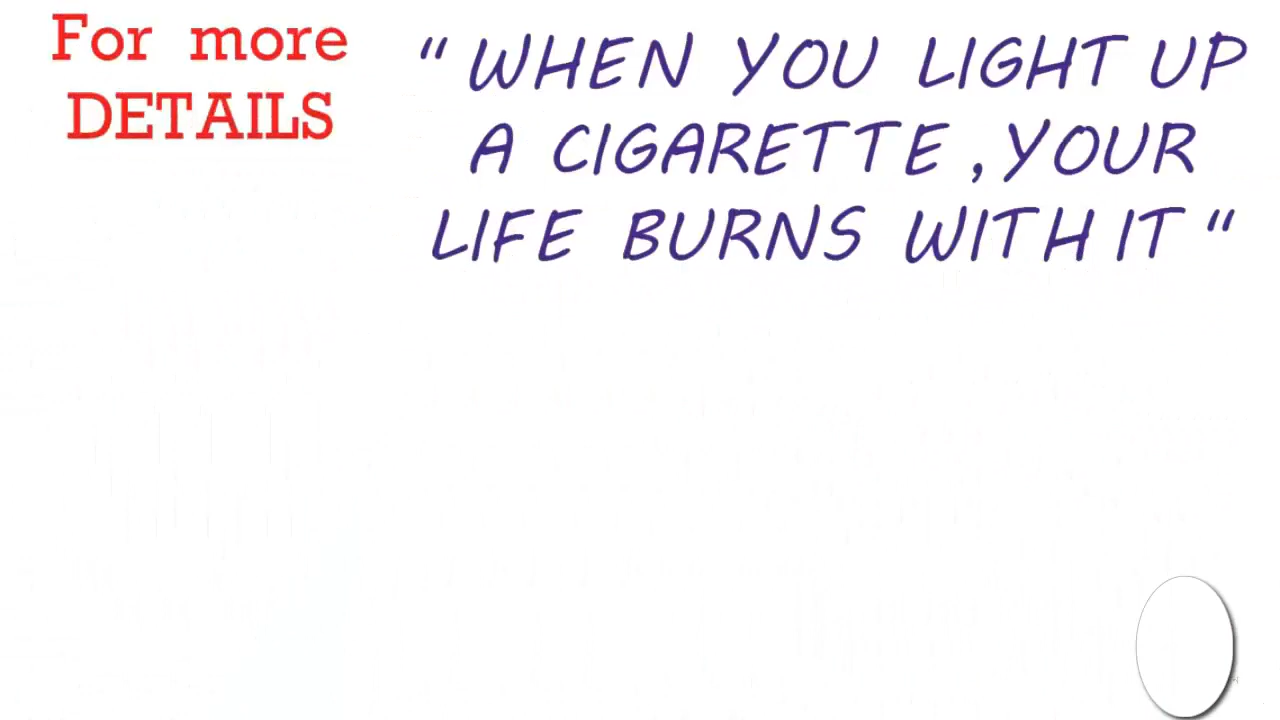 For more
DETAILS
" WHEN YOU LIGHT UP
A CIGARETTE ,YOUR
LIFE BURNS WITH IT "